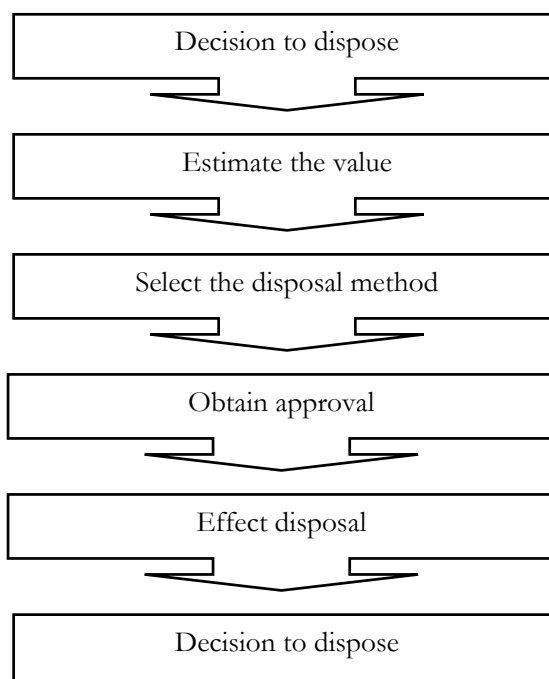 Decision to dispose
Estimate the value
Select the disposal method
Obtain approval
Effect disposal
Decision to dispose